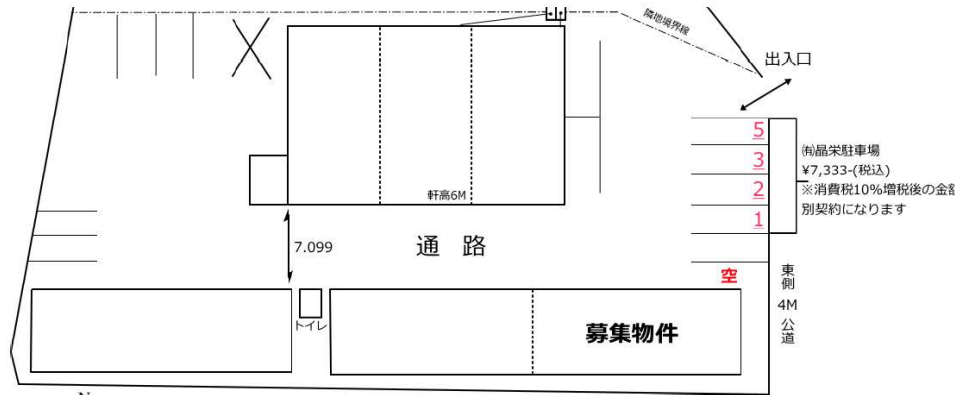 隣地境界線
出入口
5
3
2
1
㈲晶栄駐車場
¥7,333-(税込)
※消費税10%増税後の金額
別契約になります
軒高6M
7.099
通 路
空
東側
4M
公道
トイレ
募集物件
N